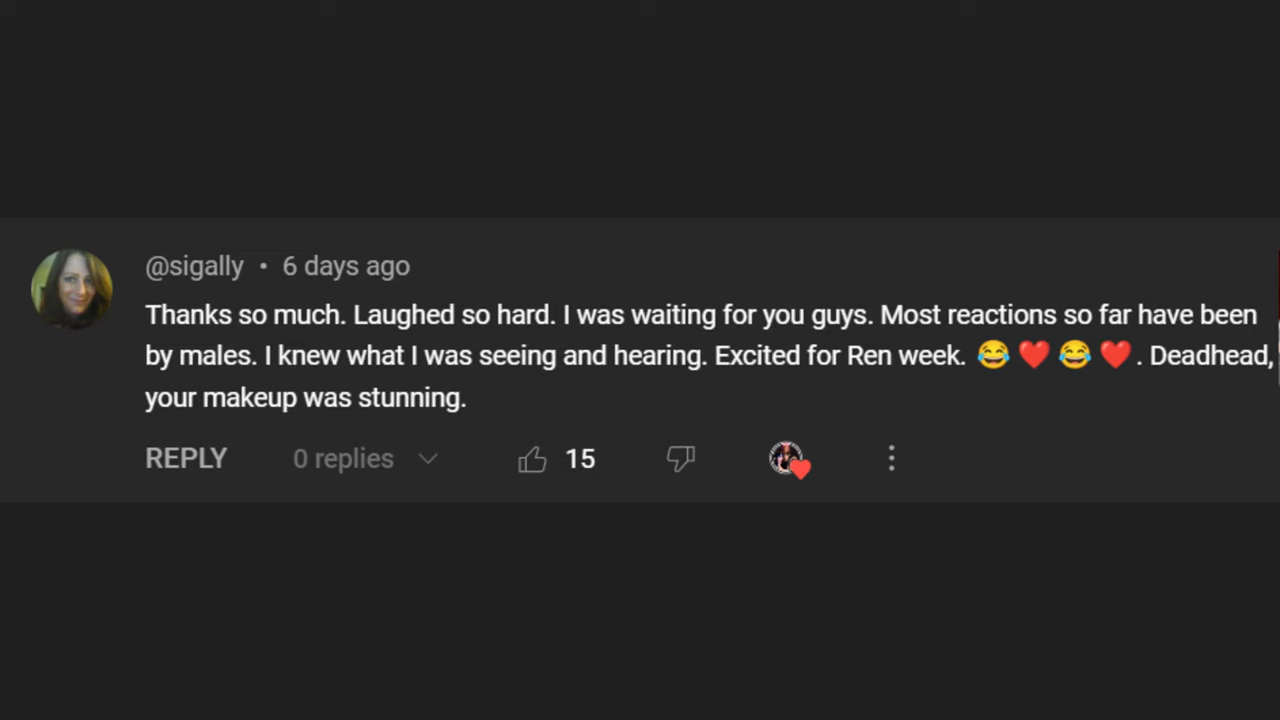 @sigally • 6 days ago
Thanks so much. Laughed so hard. I was waiting for you guys. Most reactions so far have been
by males. I knew what I was seeing and hearing. Excited for Ren week. 😂 ❤️ 😂 ❤️ . Deadhead,
your makeup was stunning.
REPLY 0 replies 15